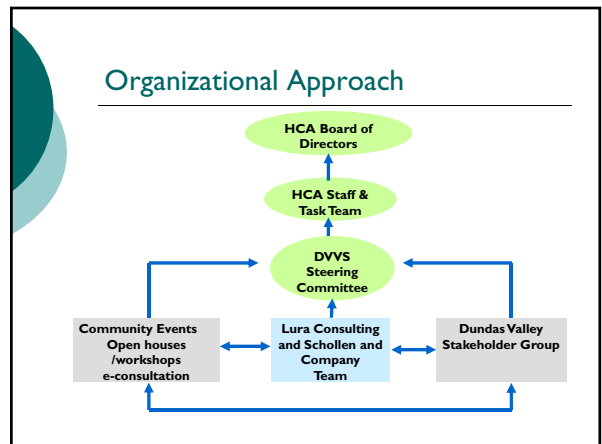 Organizational Approach
HCA Board of
Directors
HCA Staff &
Task Team
DVVS
Steering
Committee
Community Events
Open houses
/workshops
e-consultation
Lura Consulting
and Schollen and
Company
Team
Dundas Valley
Stakeholder Group